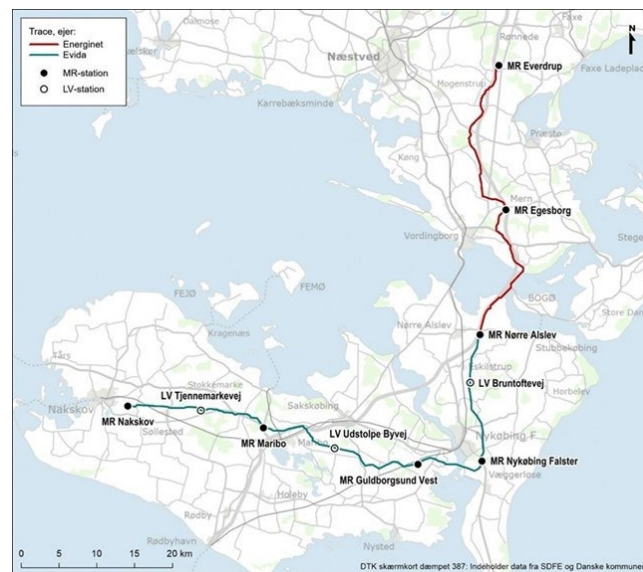 Trace, ejer:
Energinet
Evida
MR-station
LV-station
N
Dalmose
Rønnede
Faxe
Næstved
MR Everdrup
Faxe Ladeplads
Mogenstrup
Karrebæksminde
Præstø
Køng
Mern
MR Egesborg
Vordingborg
Stege
FEJØ
FEMØ
BOGØ
Store Dam
Kragenæs
Nørre Alslev
MR Nørre Alslev
Stubbekøbing
Tårs
Eskilstrup
LV Tjennemarkevej
Stokkemarke
LV Bruntoftevej
Horbelev
Nakskov
Sakskøbing
MR Nakskov
LV Udstolpe Byvej
Nykøbing F
Søllested
MR Maribo
Maribo
MR Nykøbing Falster
MR Guldborgsund Vest
Væggerløse
Holeby
Rødby
Nysted
Rødbyhavn
0 5 10 15 20 km
DTK skærmkort dæmpet 387: Indeholder data fra SDFE og Danske kommuner